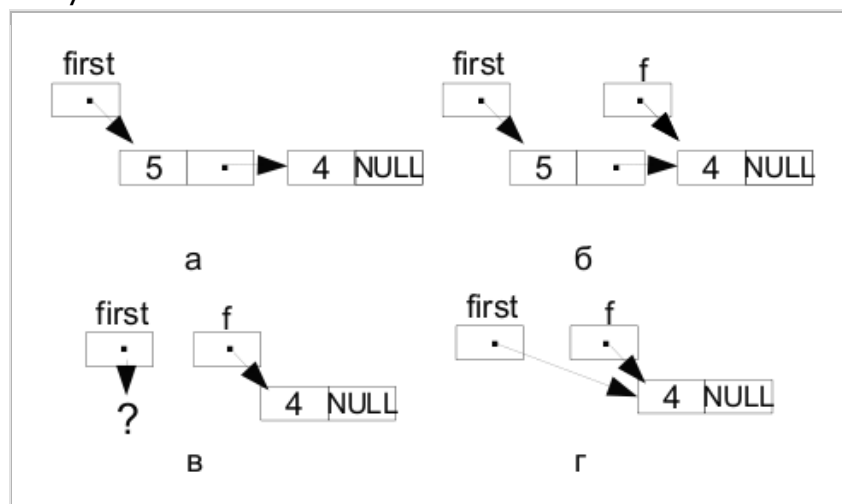 first
5 4 NULL
а
first f
5 4 NULL
б
first f
?
4 NULL
в
first f
4 NULL
г